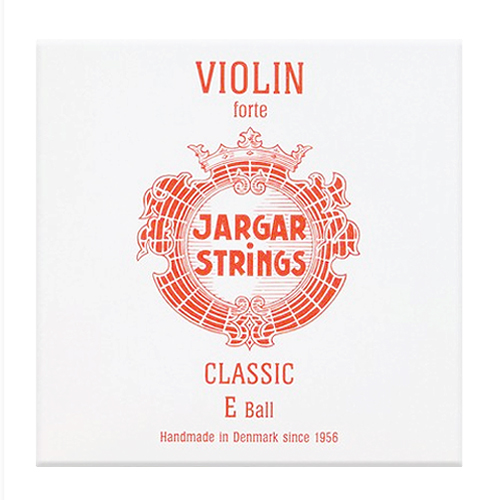 VIOLIN
forte
JARGAR
STRINGS
CLASSIC
E Ball
Handmade in Denmark since 1956